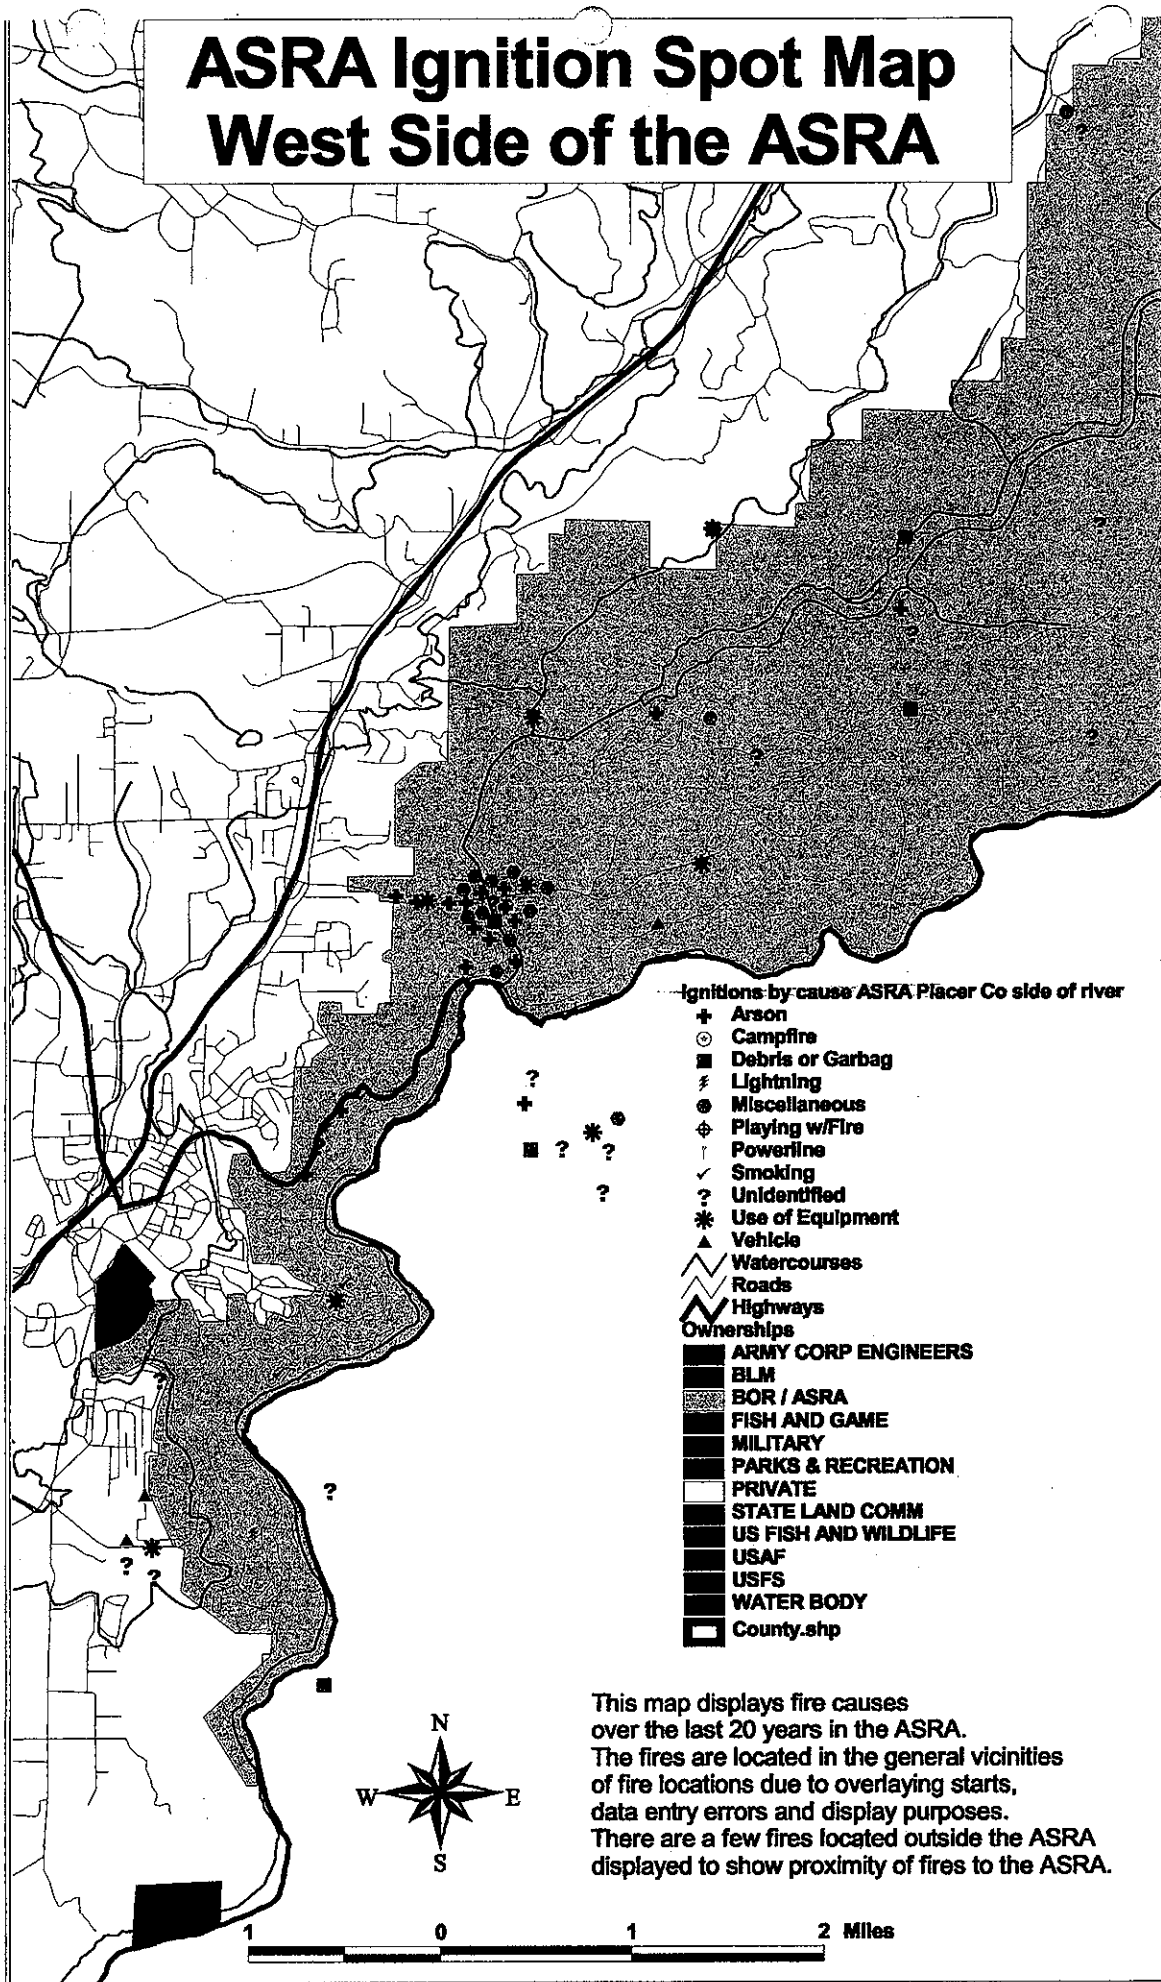 ASRA Ignition Spot Map
West Side of the ASRA
Ignitions by cause ASRA Placer Co side of river
Arson
Campfire
Debris or Garbag
Lightning
Miscellaneous
Playing w/Fire
Powerline
Smoking
? Unidentified
Use of Equipment
Vehicle
Watercourses
Roads
Highways
Ownerships
ARMY CORP ENGINEERS
BLM
BOR / ASRA
FISH AND GAME
MILITARY
PARKS & RECREATION
PRIVATE
STATE LAND COMM
US FISH AND WILDLIFE
USAF
USFS
WATER BODY
County.shp
This map displays fire causes
over the last 20 years in the ASRA.
The fires are located in the general vicinities
of fire locations due to overlaying starts,
data entry errors and display purposes.
There are a few fires located outside the ASRA
displayed to show proximity of fires to the ASRA.
N
W E
S
1 0 1 2 Miles